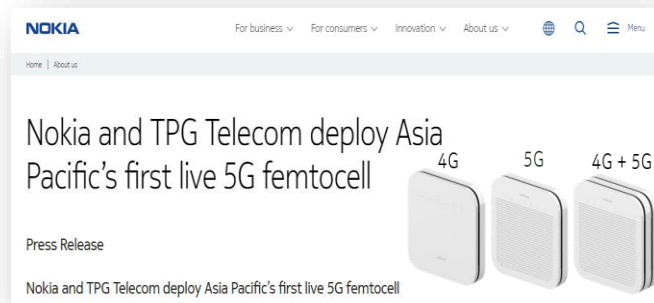 NOKIA
For business
For consumers
Innovation
About us
Menu
Home | About us
Nokia and TPG Telecom deploy Asia
Pacific's first live 5G femtocell
4G
5G
4G + 5G
Press Release
Nokia and TPG Telecom deploy Asia Pacific's first live 5G femtocell